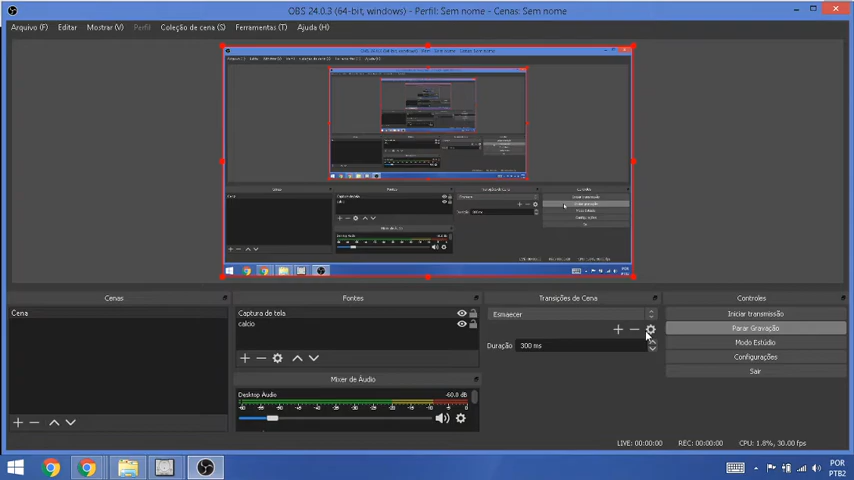 OBS 24.0.3 (64-bit, windows) - Perfil: Sem nome - Cenas: Sem nome
Arquivo (F) Editar Mostrar (V) Perfil Coleção de cena (S) Ferramentas (T) Ajuda (H)
Cenas Fontes Transições de Cena Controles
Cena
Captura de tela
calcio
Mixer de Áudio
Desktop Áudio -60.0 dB
Esmaecer
Duração 300 ms
Iniciar transmissão
Parar Gravação
Modo Estúdio
Configurações
Sair
LIVE: 00:00:00 REC: 00:00:00 CPU: 1.8%, 30.00 fps
POR
PTB2